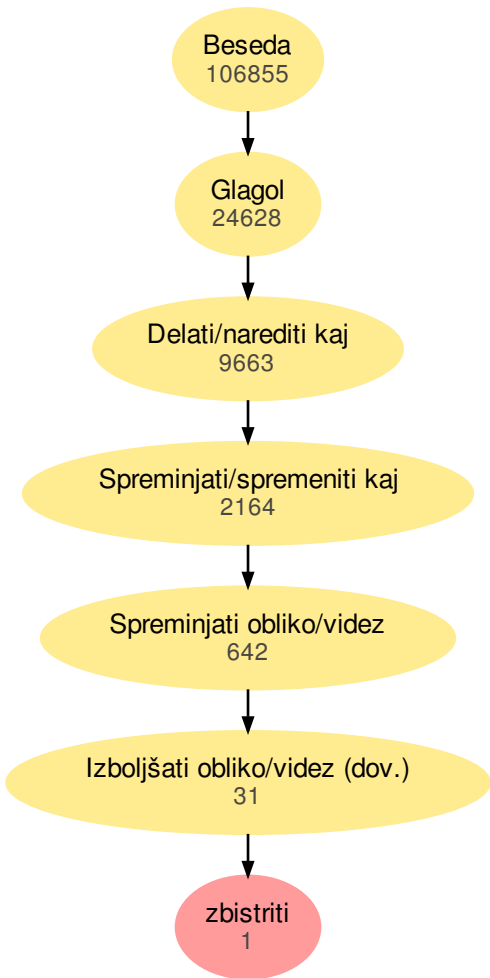 Beseda
106855
Glagol
24628
Delati/narediti kaj
9663
Spreminjati/spremeniti kaj
2164
Spreminjati obliko/videz
642
Izboljšati obliko/videz (dov.)
31
zbistriti
1